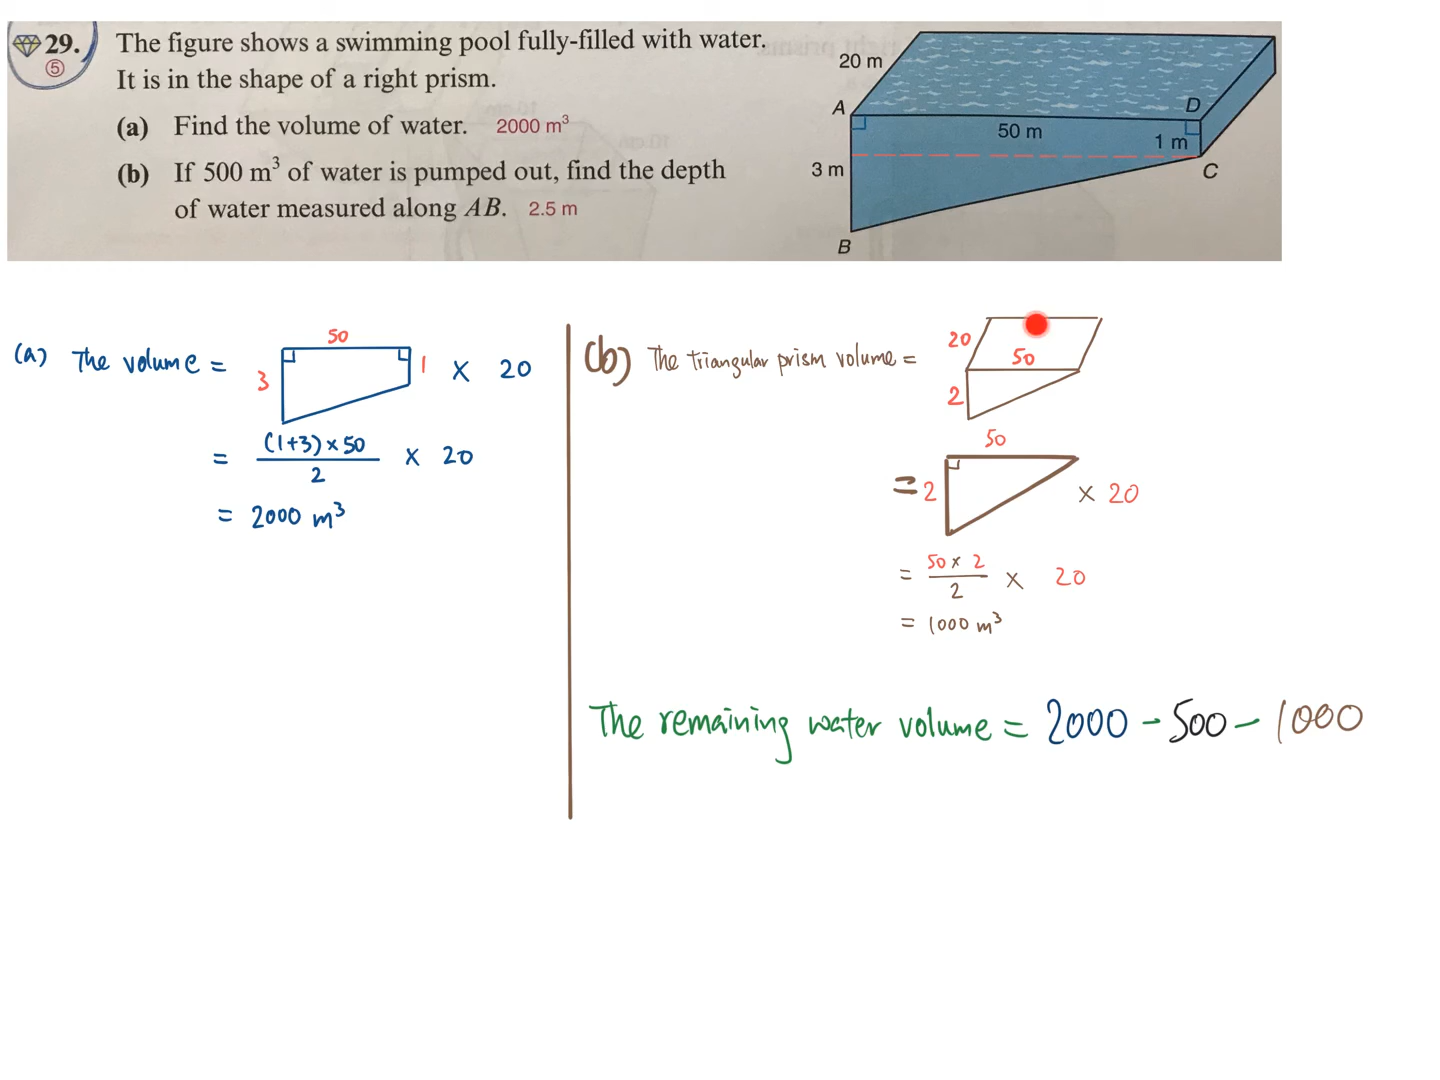 29.
5
The figure shows a swimming pool fully-filled with water.
It is in the shape of a right prism.
(a) Find the volume of water. 2000 m³
(b) If 500 m³ of water is pumped out, find the depth
of water measured along AB. 2.5 m
20 m
A
D
50 m
1 m
3 m
C
B
(a) The volume =
50
3
1
× 20
= (1+3)×50 / 2 × 20
= 2000 m³
(b) The triangular prism volume =
20
50
2
50
= 2
× 20
= 50 × 2 / 2 × 20
= 1000 m³
The remaining water volume = 2000 - 500 - 1000